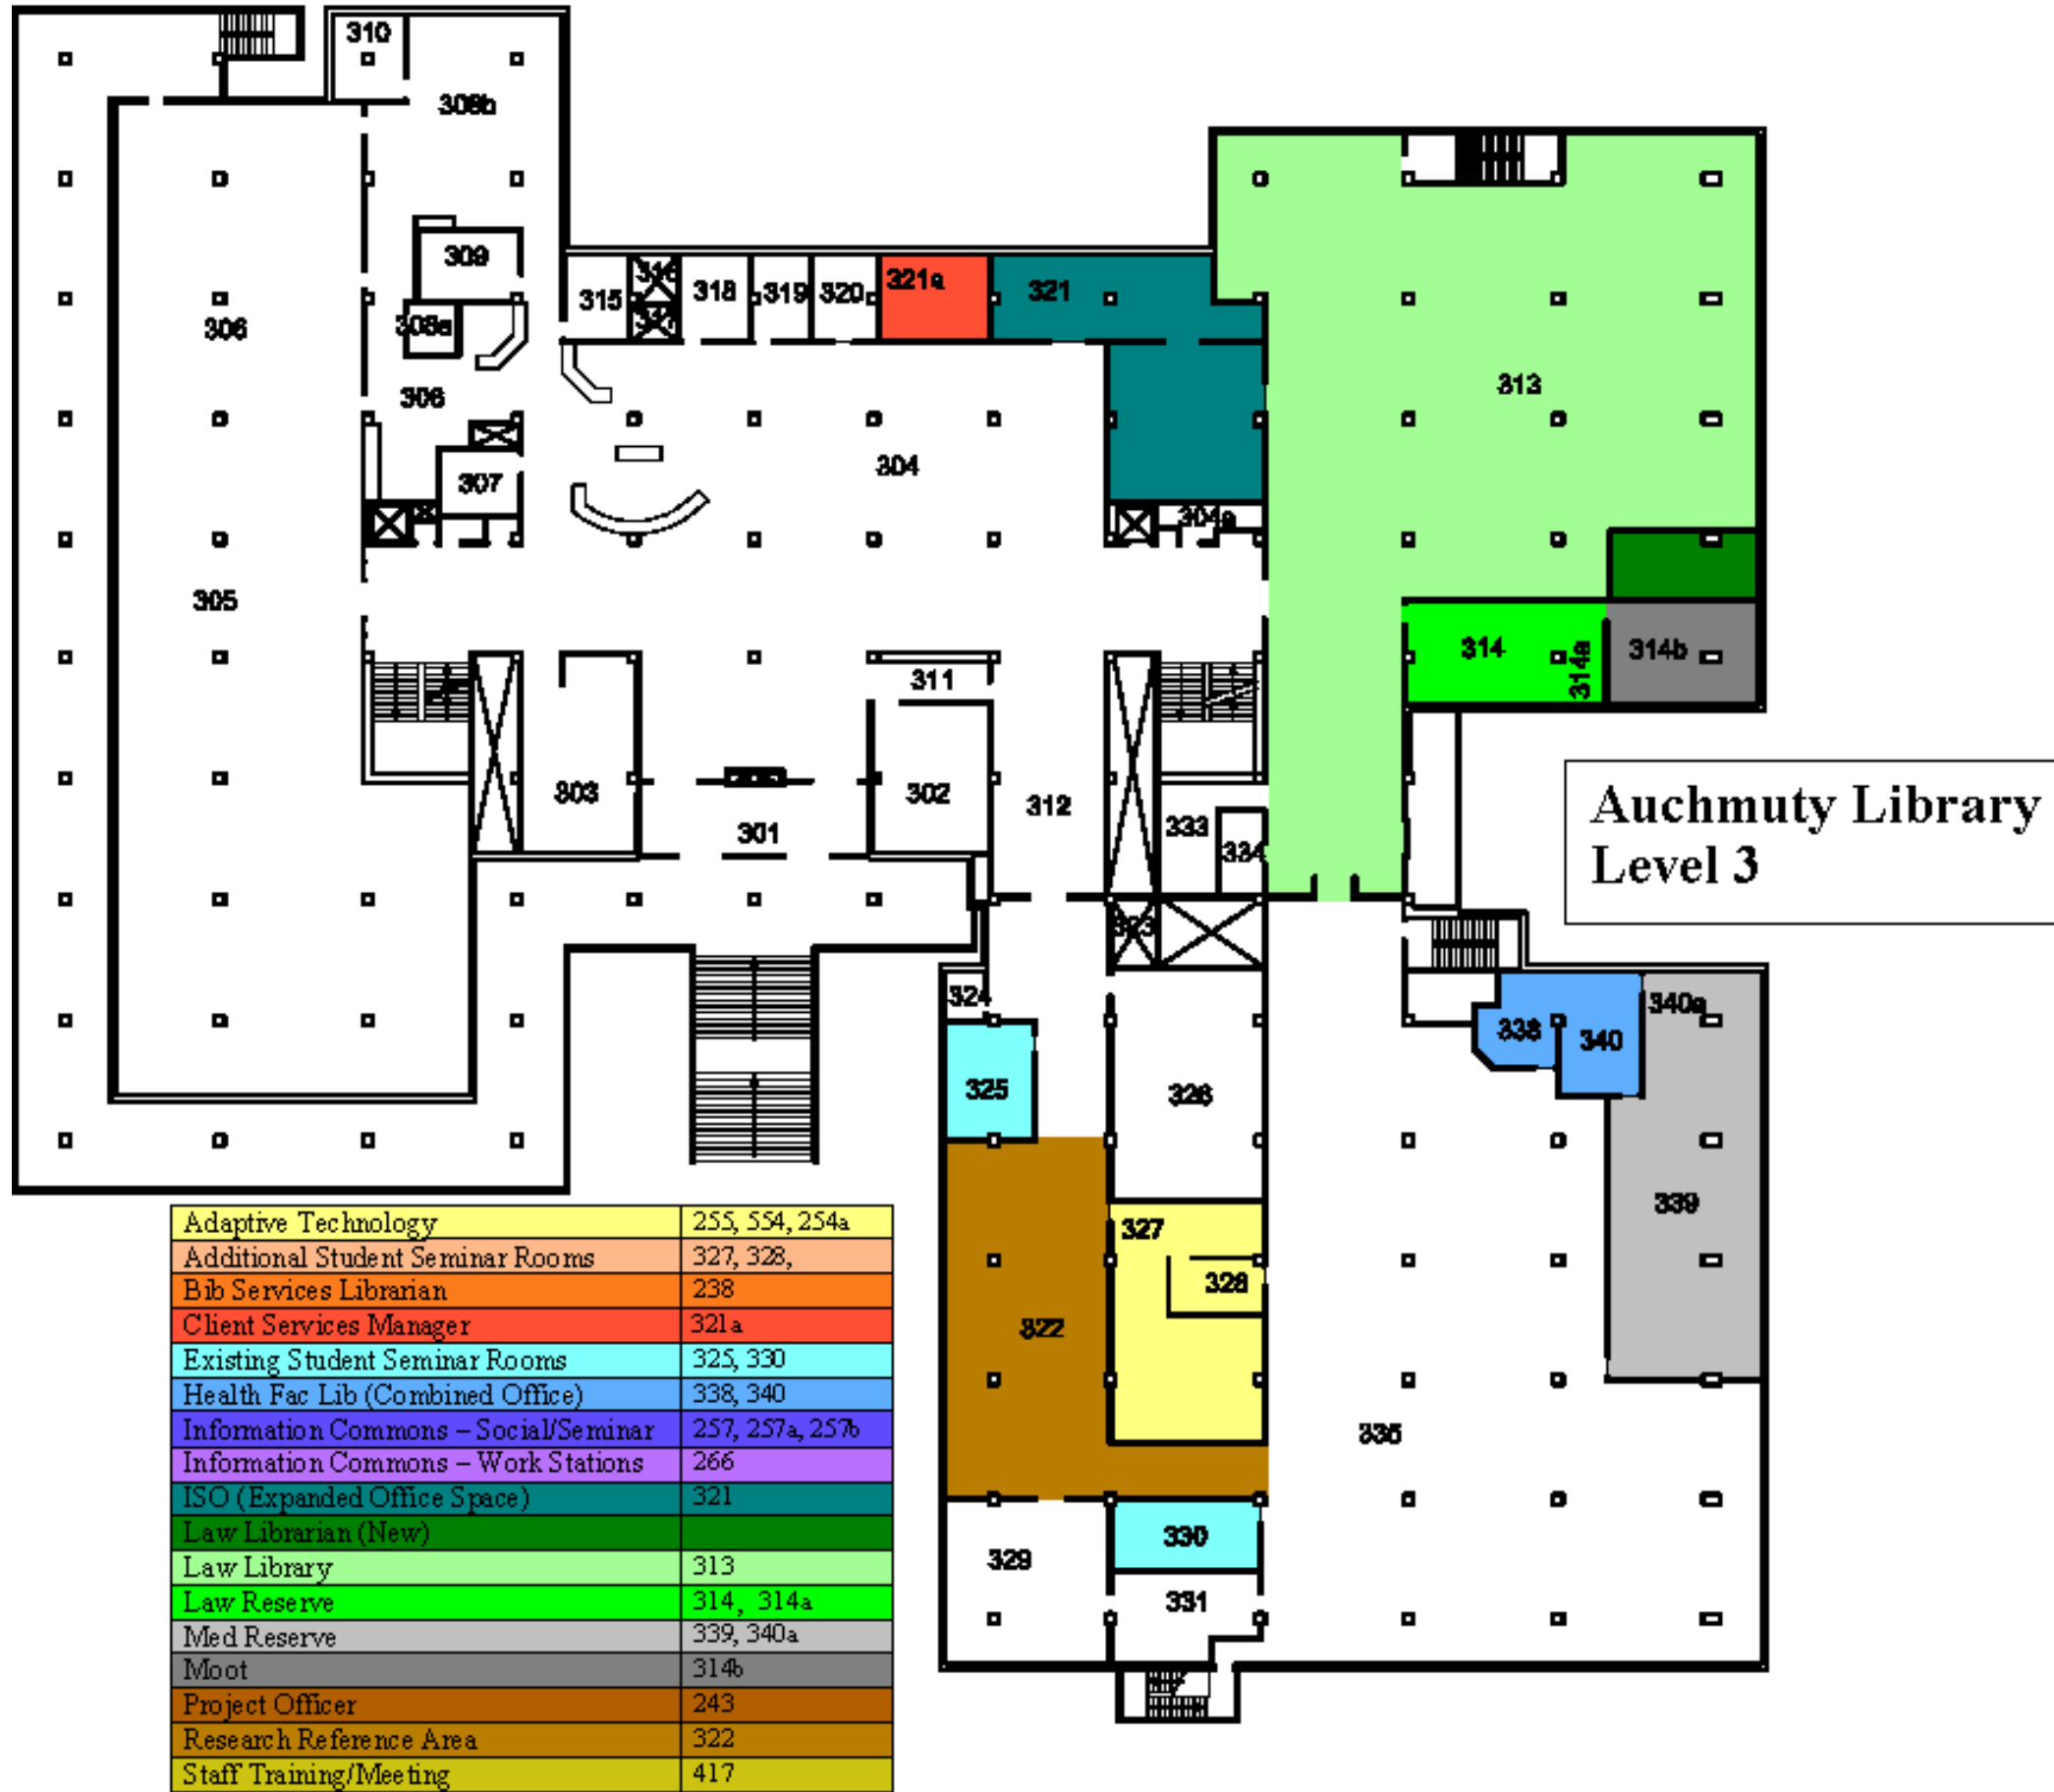 310
308b
309
315
316
318
319
320
321a
321
306
308a
313
306
304
307
304a
305
314
314a
314b
311
303
302
312
301
333
334
Auchmuty Library
Level 3
323
324
338
340
340a
325
326
339
327
328
322
335
330
329
331
Adaptive Technology 255, 554, 254a
Additional Student Seminar Rooms 327, 328,
Bib Services Librarian 238
Client Services Manager 321a
Existing Student Seminar Rooms 325, 330
Health Fac Lib (Combined Office) 338, 340
Information Commons – Social/Seminar 257, 257a, 257b
Information Commons – Work Stations 266
ISO (Expanded Office Space) 321
Law Librarian (New)
Law Library 313
Law Reserve 314, 314a
Med Reserve 339, 340a
Moot 314b
Project Officer 243
Research Reference Area 322
Staff Training/Meeting 417